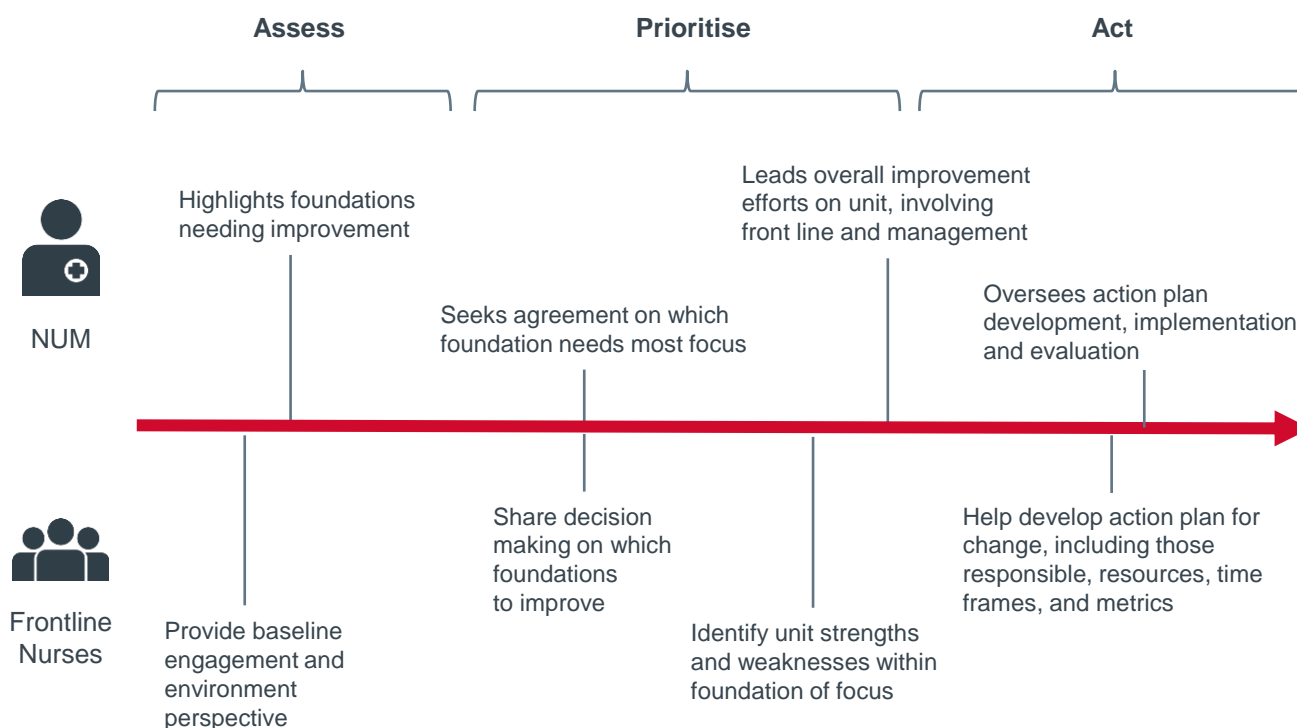 Assess
Prioritise
Act
Highlights foundations
needing improvement
Leads overall improvement
efforts on unit, involving
front line and management
NUM
Seeks agreement on which
foundation needs most focus
Oversees action plan
development, implementation
and evaluation
Frontline
Nurses
Provide baseline
engagement and
environment
perspective
Share decision
making on which
foundations
to improve
Identify unit strengths
and weaknesses within
foundation of focus
Help develop action plan for
change, including those
responsible, resources, time
frames, and metrics